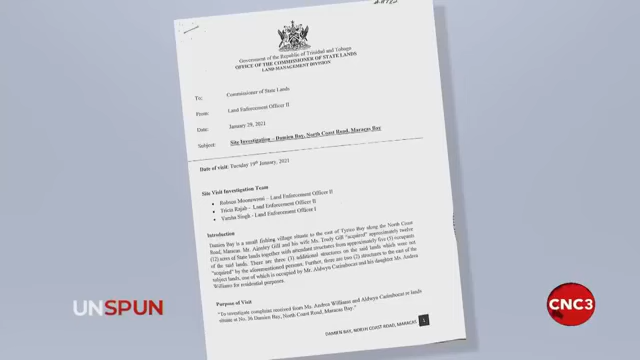 Government of the Republic of Trinidad and Tobago
OFFICE OF THE COMMISSIONER OF STATE LANDS
LAND MANAGEMENT DIVISION
To: Commissioner of State Lands
From: Land Enforcement Officer II
Date: January 29, 2021
Subject: Site Investigation – Damien Bay, North Coast Road, Maracas Bay
Date of visit: Tuesday 19th January, 2021
Site Visit Investigation Team
Land Enforcement Officer II
Tricia Rajah - Land Enforcement Officer II
Singh - Land Enforcement Officer I
Introduction
Damien Bay is a small fishing village situate to the east of Tyrico Bay along the North Coast
Road, Maracas. Mr. Ainsley Gill and his wife Ms. Trudy Gill "acquired" approximately twelve
(12) acres of State lands together with attendant structures from approximately five (5) occupants
of the said lands. There are three (3) additional structures on the said lands which were not
"acquired" by the aforementioned persons. Further, there are two (2) structures to the east of the
subject lands, one of which is occupied by Mr. Aldwyn and his daughter Ms. Andrea
Williams for residential purposes.
Purpose of Visit
"To investigate complaint received from Ms. Andrea Williams and Aldwyn re lands
situate at No. 36 Damien Bay, North Coast Road, Maracas Bay."
DAMIEN BAY, NORTH COAST ROAD, MARACAS 1
UNSPUN
CNC3